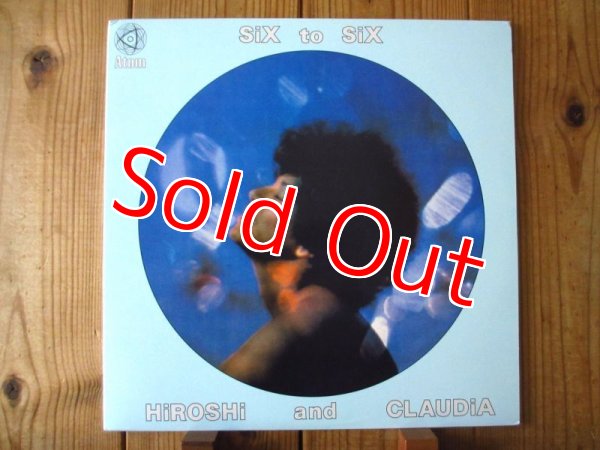 SiX to SiX
Atom
Sold Out
HiROSHi and CLAUDiA